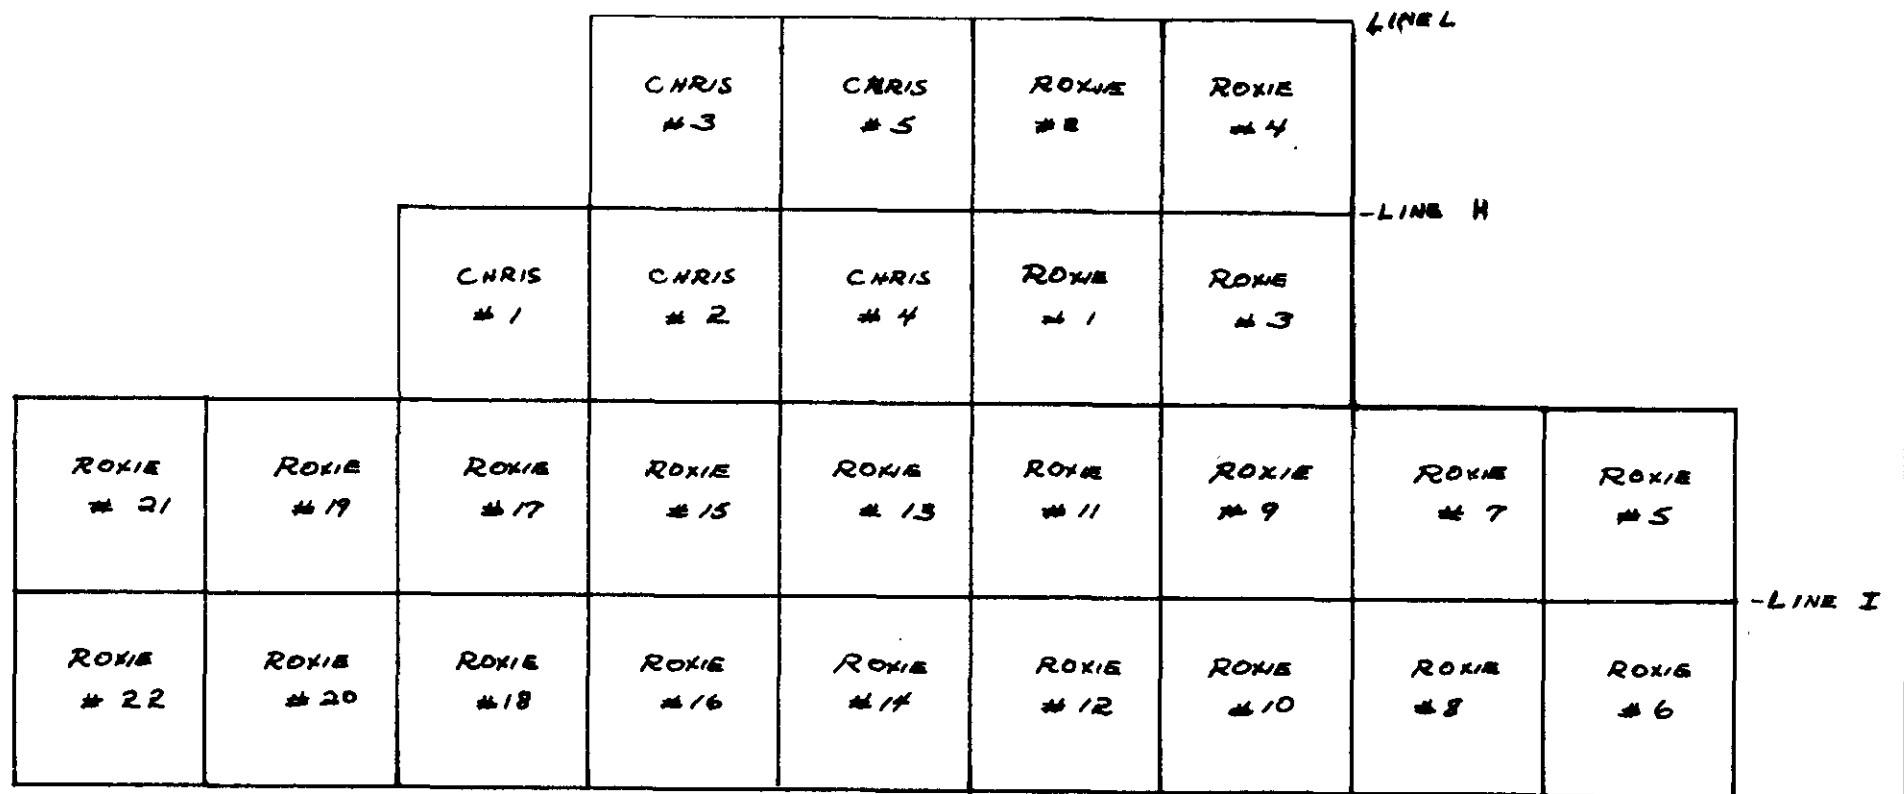 LINE L
CHRIS CHRIS ROXIE ROXIE
# 3 # 5 # 2 # 4
- LINE H
CHRIS CHRIS CHRIS ROXIE ROXIE
# 1 # 2 # 4 # 1 # 3
ROXIE ROXIE ROXIE ROXIE ROXIE ROXIE ROXIE ROXIE ROXIE
# 21 # 19 # 17 # 15 # 13 # 11 # 9 # 7 # 5
- LINE I
ROXIE ROXIE ROXIE ROXIE ROXIE ROXIE ROXIE ROXIE ROXIE
# 22 # 20 # 18 # 16 # 14 # 12 # 10 # 8 # 6